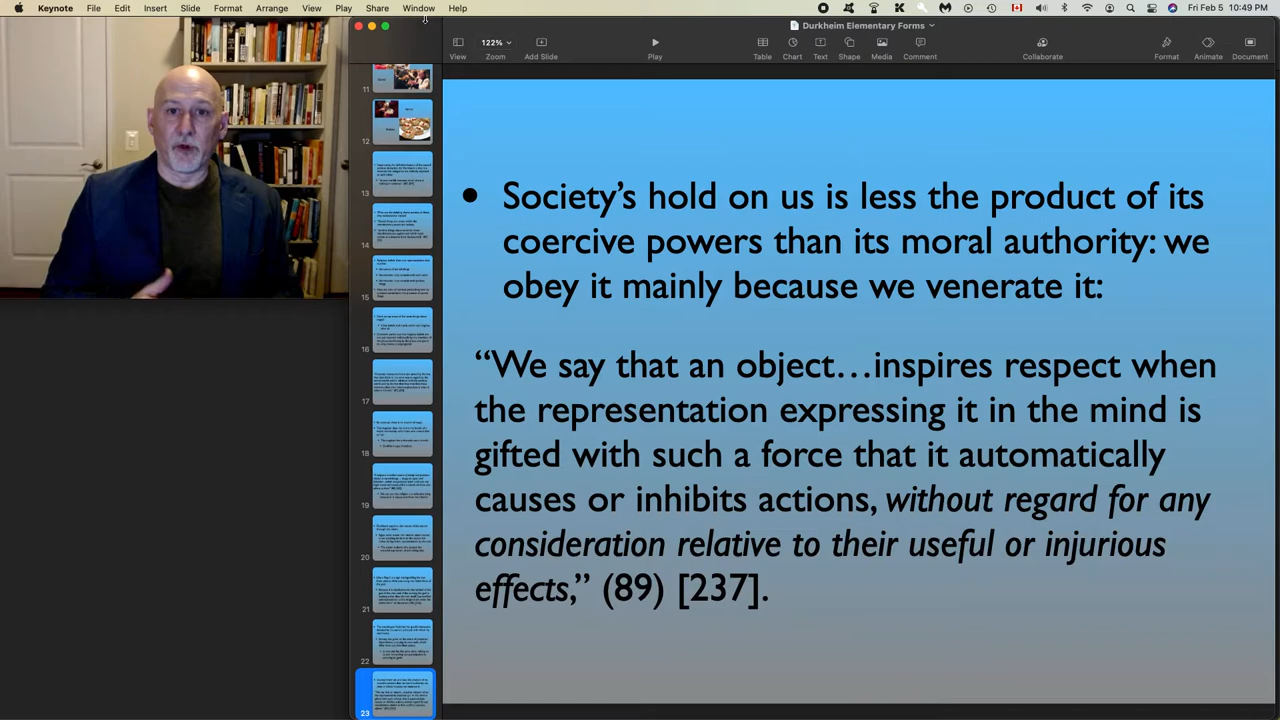 Keynote File Edit Insert Slide Format Arrange View Play Share Window Help
Fri Feb 5 10:49 PM
Durkheim Elementary Forms
122%
View Zoom Add Slide Play Table Chart Text Shape Media Comment Collaborate Format Animate Document
11
12
13
14
15
16
17
18
19
20
21
22
23
• Society’s hold on us is less the product of its
coercive powers than its moral authority: we
obey it mainly because we venerate it:
“We say that an object…inspires respect when
the representation expressing it in the mind is
gifted with such a force that it automatically
causes or inhibits actions, without regard for any
consideration relative to their useful or injurious
effects,” (89) [237].